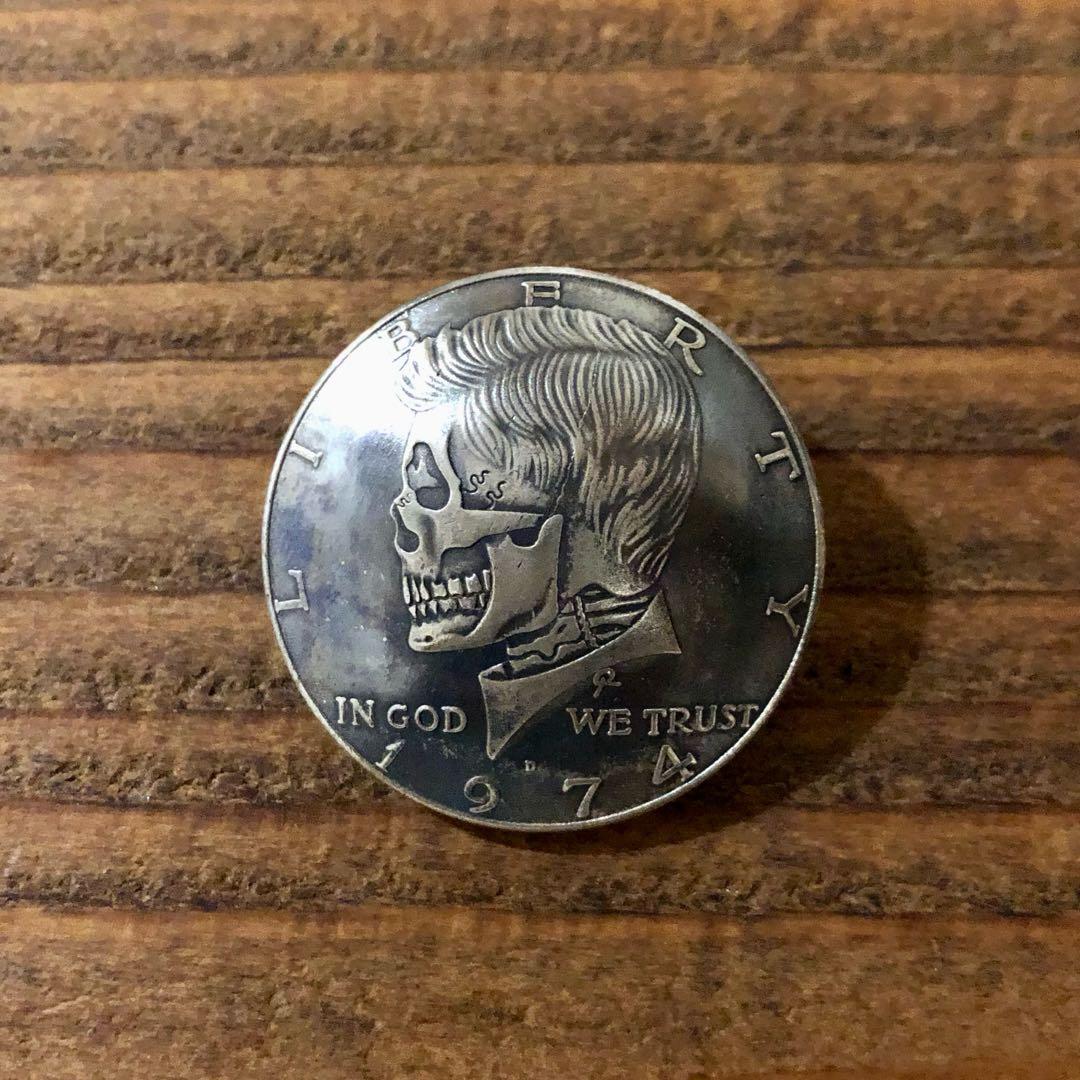 LIBERTY
IN GOD WE TRUST
D
1974